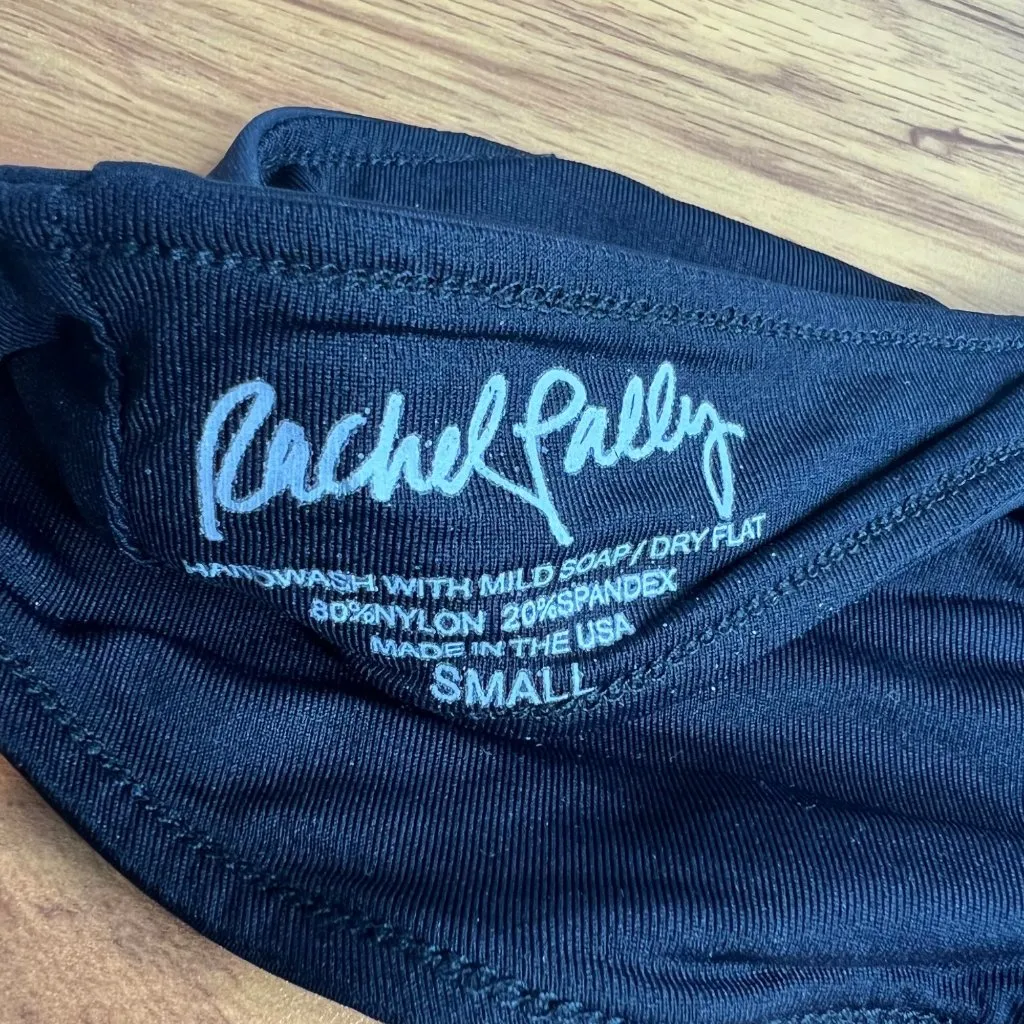 Rachel Pally
HANDWASH WITH MILD SOAP/DRY FLAT
80%NYLON 20%SPANDEX
MADE IN THE USA
SMALL